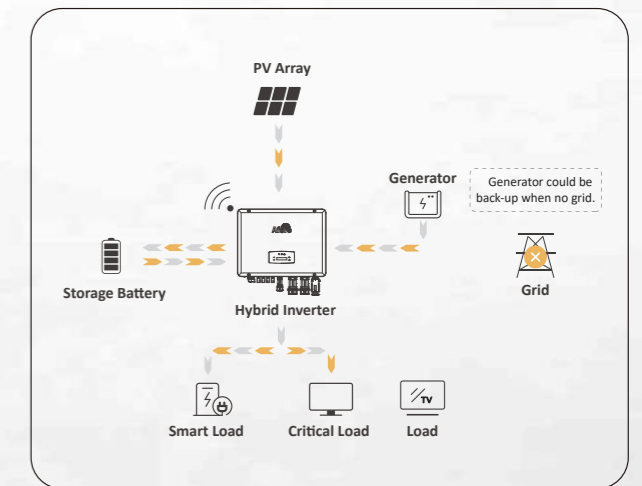 PV Array
Generator
Generator could be
back-up when no grid.
Storage Battery
Hybrid Inverter
Grid
TV
Smart Load
Critical Load
Load